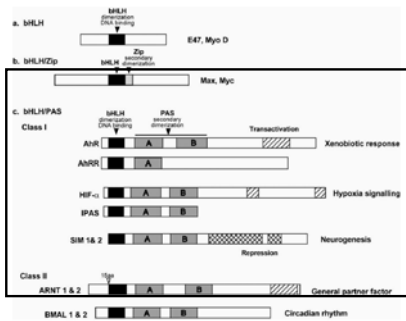 a. bHLH
bHLH
dimerization
DNA binding
E47, Myo D
b. bHLH/Zip
bHLH
Zip
secondary
dimerization
Max, Myc
c. bHLH/PAS
bHLH
dimerization
DNA binding
PAS
secondary
dimerization
Class I
Transactivation
AhR
A
B
Xenobiotic response
AhRR
A
HIF-α
A
B
Hypoxia signalling
IPAS
A
B
SIM 1& 2
A
B
Neurogenesis
Repression
Class II
15aa
ARNT 1 & 2
A
B
General partner factor
BMAL 1 & 2
A
B
Circadian rhythm